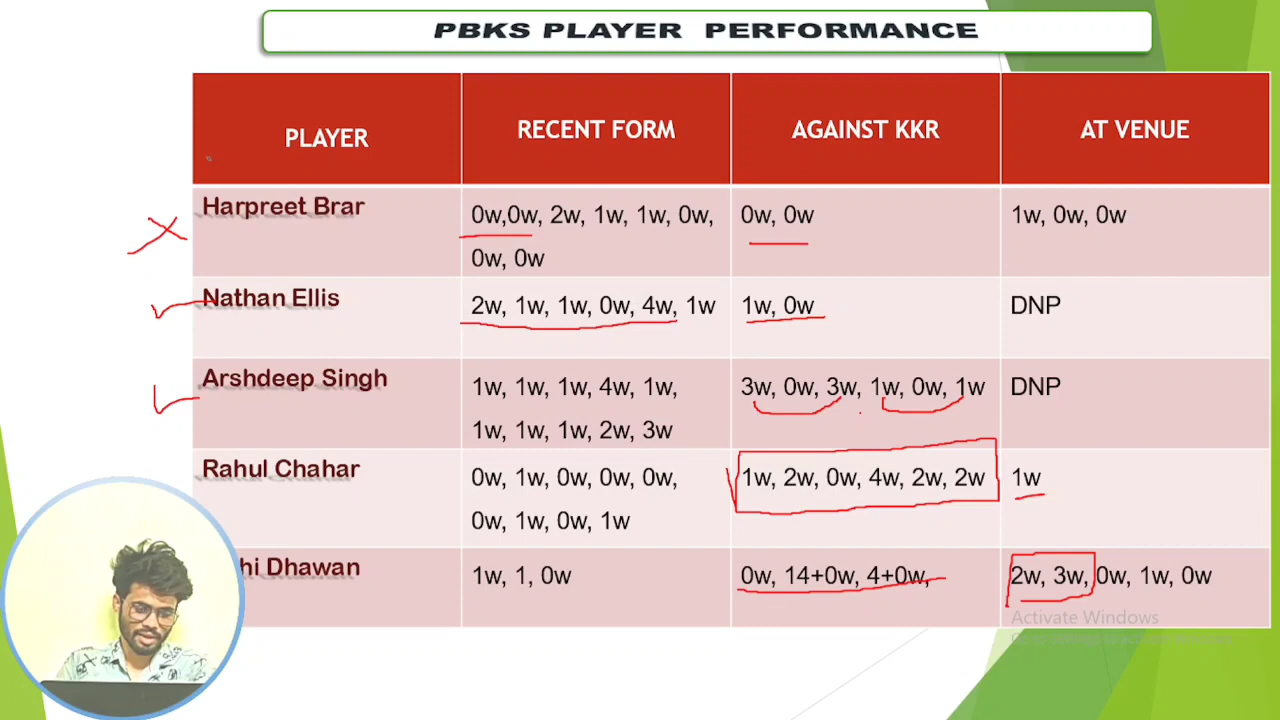 PBKS PLAYER PERFORMANCE
PLAYER
RECENT FORM
AGAINST KKR
AT VENUE
Harpreet Brar
0w,0w, 2w, 1w, 1w, 0w,
0w, 0w
0w, 0w
1w, 0w, 0w
Nathan Ellis
2w, 1w, 1w, 0w, 4w, 1w
1w, 0w
DNP
Arshdeep Singh
1w, 1w, 1w, 4w, 1w,
1w, 1w, 1w, 2w, 3w
3w, 0w, 3w, 1w, 0w, 1w
DNP
Rahul Chahar
0w, 1w, 0w, 0w, 0w,
0w, 1w, 0w, 1w
1w, 2w, 0w, 4w, 2w, 2w
1w
hi Dhawan
1w, 1, 0w
0w, 14+0w, 4+0w,
2w, 3w, 0w, 1w, 0w
Activate Windows